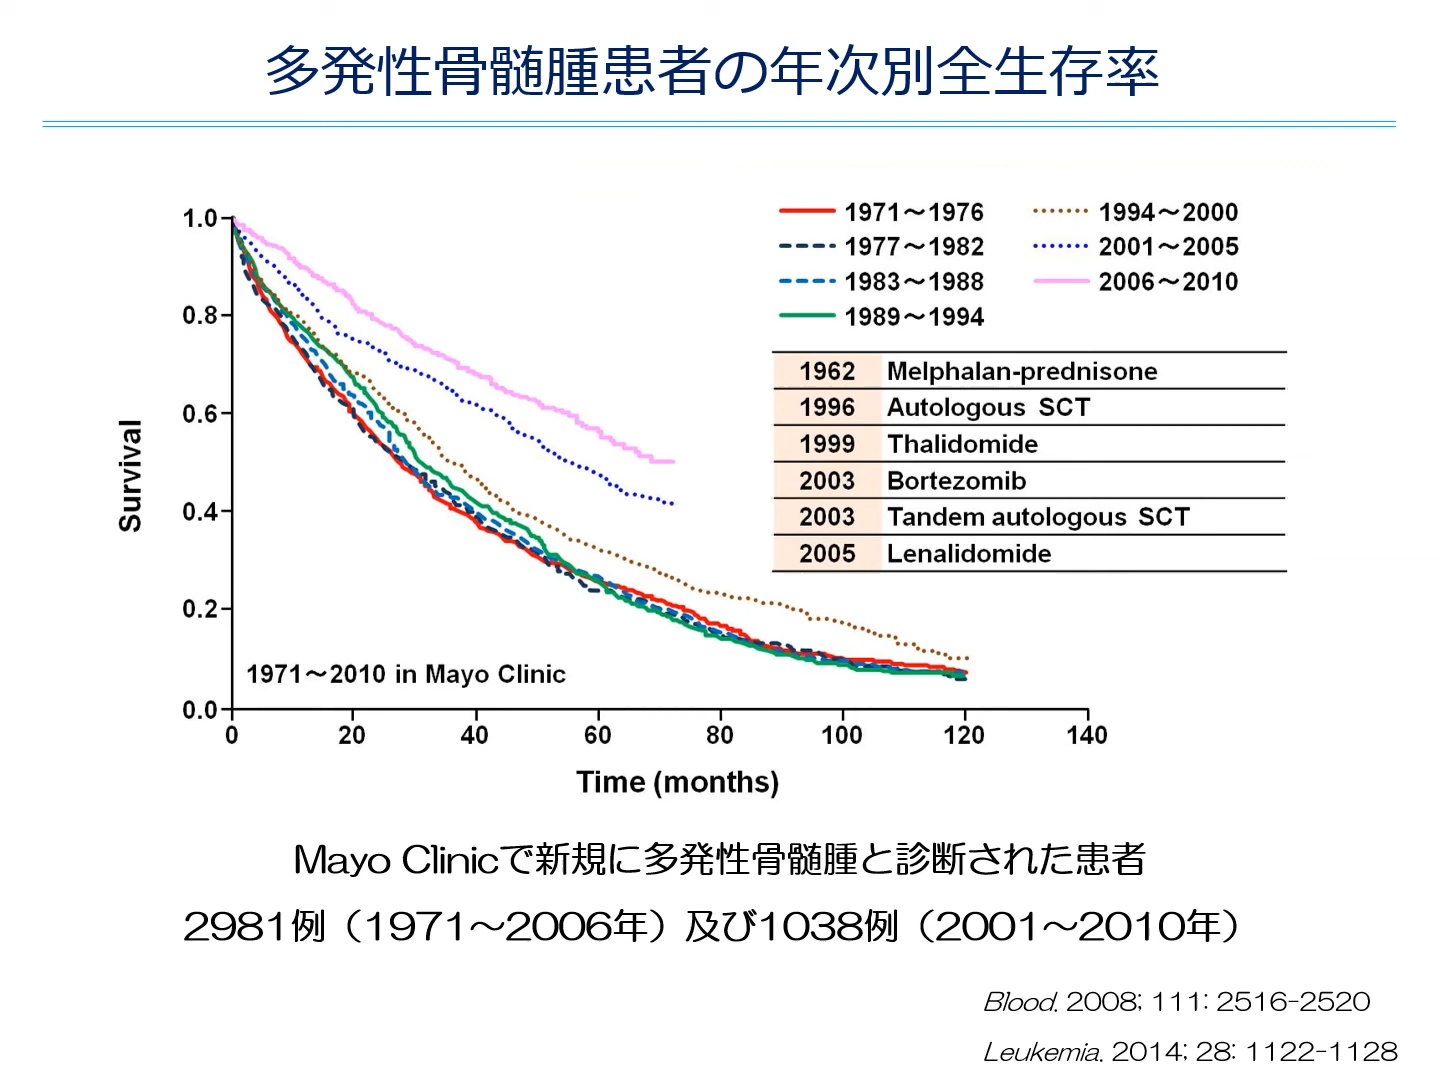 多発性骨髄腫患者の年次別全生存率
1971～1976
1994～2000
1977～1982
2001～2005
1983～1988
2006～2010
1989～1994
1962 Melphalan-prednisone
1996 Autologous SCT
1999 Thalidomide
2003 Bortezomib
2003 Tandem autologous SCT
2005 Lenalidomide
Survival
1.0
0.8
0.6
0.4
0.2
0.0
1971～2010 in Mayo Clinic
0 20 40 60 80 100 120 140
Time (months)
Mayo Clinicで新規に多発性骨髄腫と診断された患者
2981例（1971～2006年）及び1038例（2001～2010年）
Blood. 2008; 111: 2516-2520
Leukemia. 2014; 28: 1122-1128